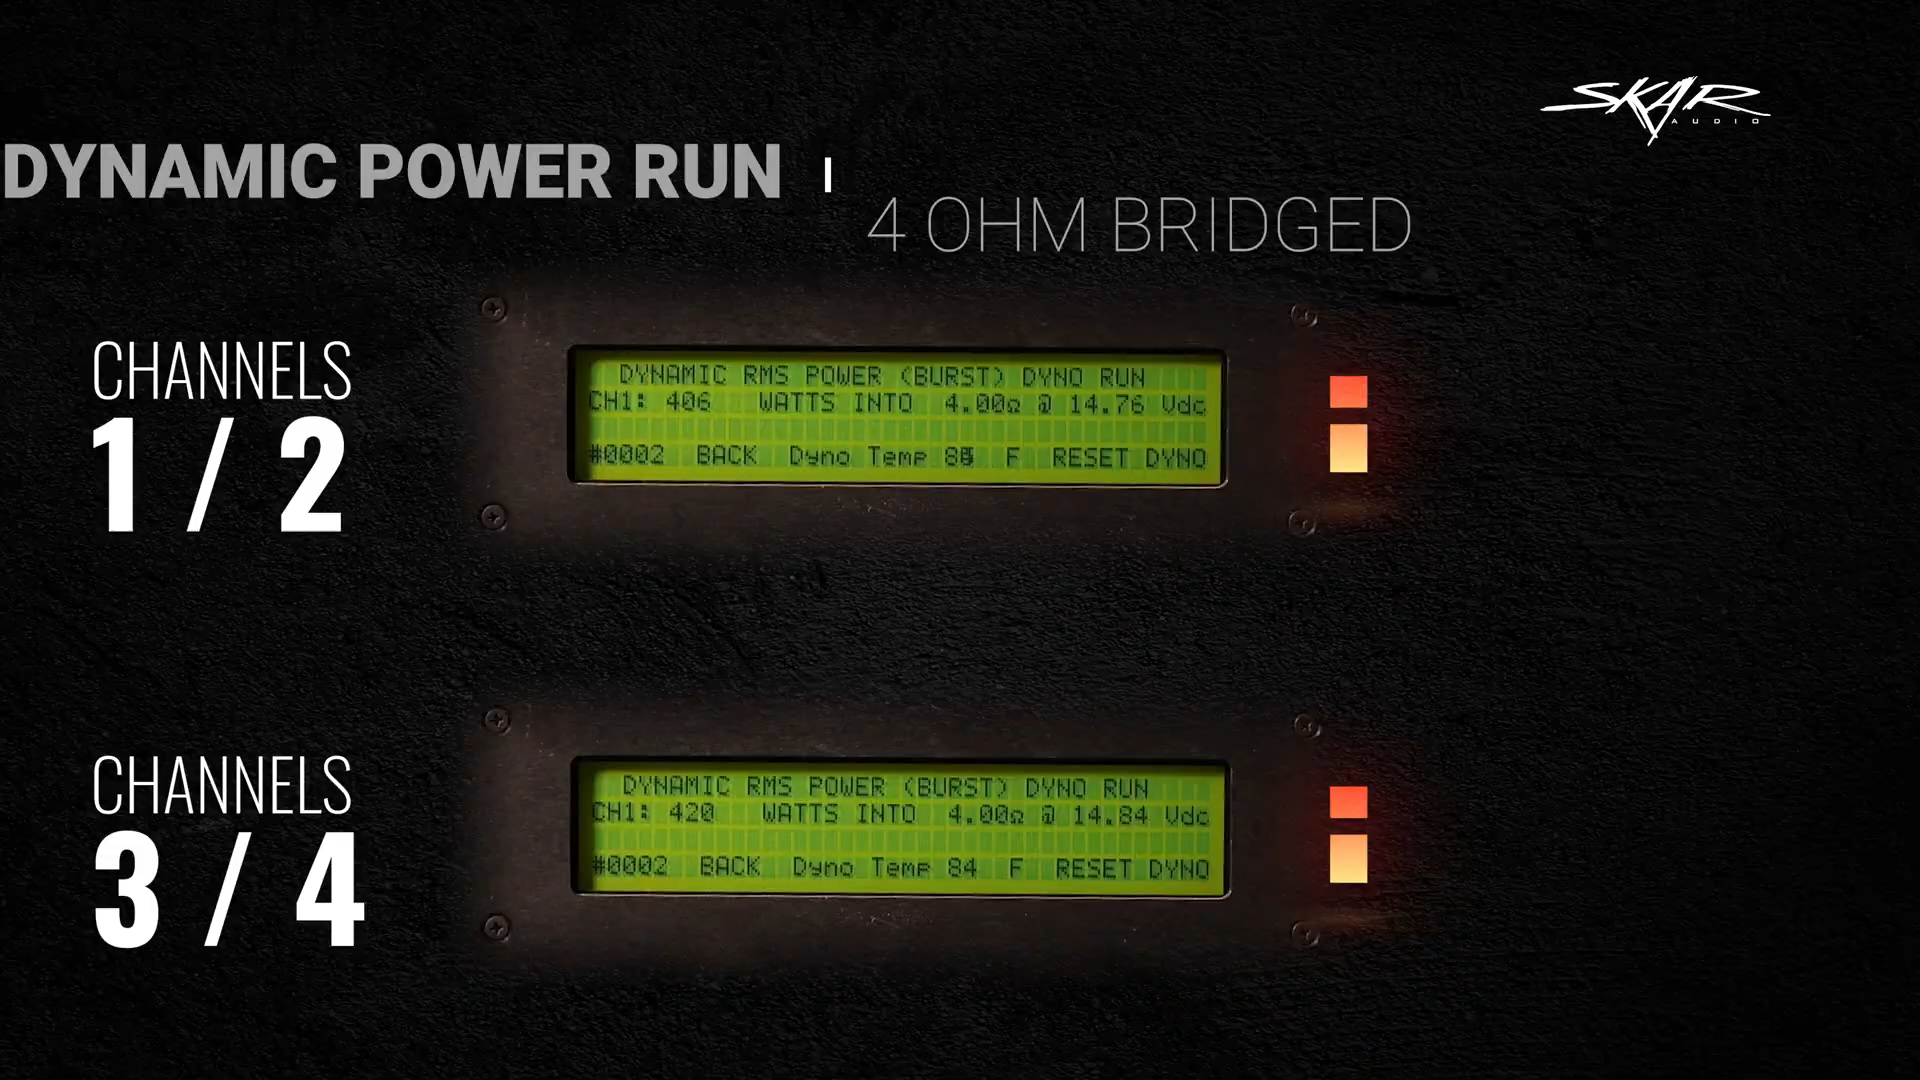 SKAR
AUDIO
DYNAMIC POWER RUN
4 OHM BRIDGED
CHANNELS
1 / 2
DYNAMIC RMS POWER (BURST) DYNO RUN
CH1: 406 WATTS INTO 4.00Ω @ 14.76 Vdc
#0002 BACK Dyno Temp F RESET DYNO
CHANNELS
3 / 4
DYNAMIC RMS POWER (BURST) DYNO RUN
CH1: 420 WATTS INTO 4.00Ω @ 14.84 Vdc
#0002 BACK Dyno Temp 84 F RESET DYNO